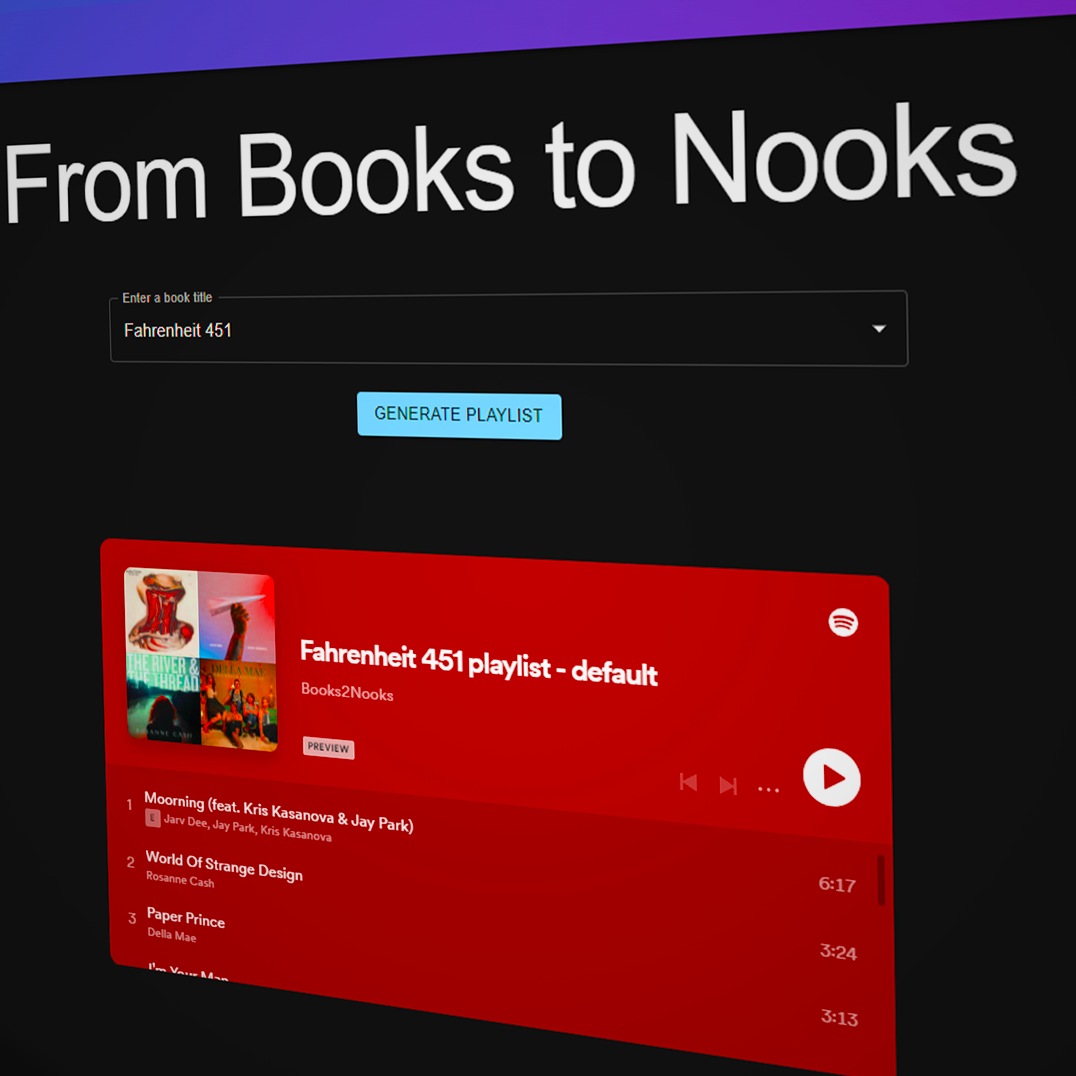 From Books to Nooks
Enter a book title
Fahrenheit 451
GENERATE PLAYLIST
THE RIVER &
THE THREAD
ROSANNE CASH
DELLA MAE
Fahrenheit 451 playlist - default
Books2Nooks
PREVIEW
1 Moorning (feat. Kris Kasanova & Jay Park)
E Jarv Dee, Jay Park, Kris Kasanova
6:17
2 World Of Strange Design
Rosanne Cash
3:24
3 Paper Prince
Della Mae
3:13
I'm Your Man